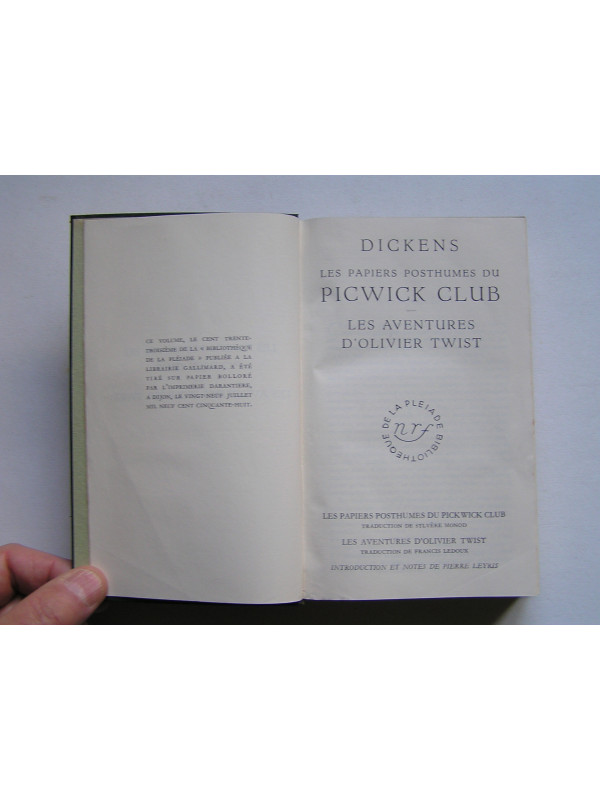 CE VOLUME, LE CENT TRENTE-
TROISIÈME DE LA « BIBLIOTHÈQUE
DE LA PLÉIADE » PUBLIÉE A LA
LIBRAIRIE GALLIMARD, A ÉTÉ
TIRÉ SUR PAPIER BOLLORÉ
PAR L'IMPRIMERIE DARANTIERE,
A DIJON, LE VINGT-NEUF JUILLET
MIL NEUF CENT CINQUANTE-HUIT.
DICKENS
LES PAPIERS POSTHUMES DU
PICWICK CLUB
LES AVENTURES
D'OLIVIER TWIST
BIBLIOTHÈQUE DE LA PLÉIADE
nrf
LES PAPIERS POSTHUMES DU PICKWICK CLUB
TRADUCTION DE SYLVÈRE MONOD
LES AVENTURES D'OLIVIER TWIST
TRADUCTION DE FRANCIS LEDOUX
INTRODUCTION ET NOTES DE PIERRE LEYRIS